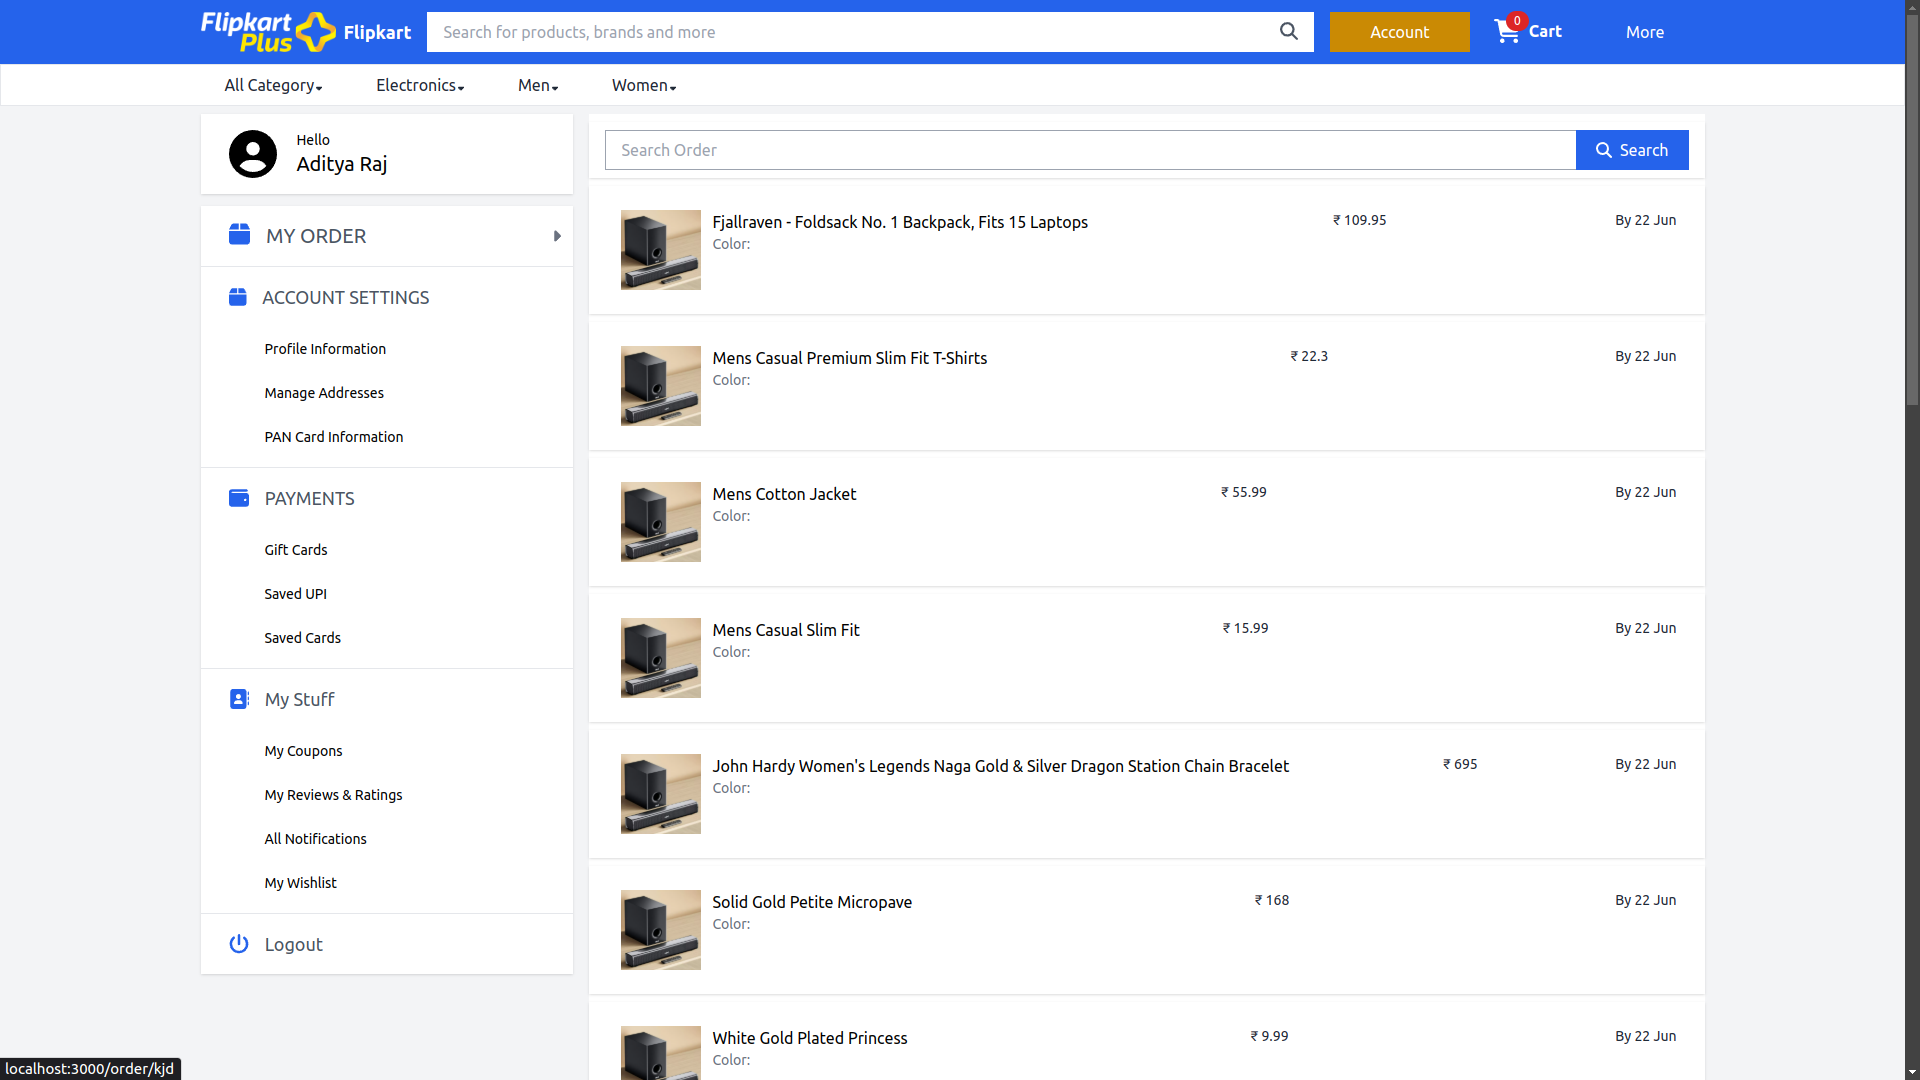 Flipkart Plus Flipkart Search for products, brands and more Account 0 Cart More
All Category Electronics Men Women
Hello
Aditya Raj
MY ORDER
ACCOUNT SETTINGS
Profile Information
Manage Addresses
PAN Card Information
PAYMENTS
Gift Cards
Saved UPI
Saved Cards
My Stuff
My Coupons
My Reviews & Ratings
All Notifications
My Wishlist
Logout
Search Order Search
Fjallraven - Foldsack No. 1 Backpack, Fits 15 Laptops ₹ 109.95 By 22 Jun
Color:
Mens Casual Premium Slim Fit T-Shirts ₹ 22.3 By 22 Jun
Color:
Mens Cotton Jacket ₹ 55.99 By 22 Jun
Color:
Mens Casual Slim Fit ₹ 15.99 By 22 Jun
Color:
John Hardy Women's Legends Naga Gold & Silver Dragon Station Chain Bracelet ₹ 695 By 22 Jun
Color:
Solid Gold Petite Micropave ₹ 168 By 22 Jun
Color:
White Gold Plated Princess ₹ 9.99 By 22 Jun
Color:
localhost:3000/order/kjd